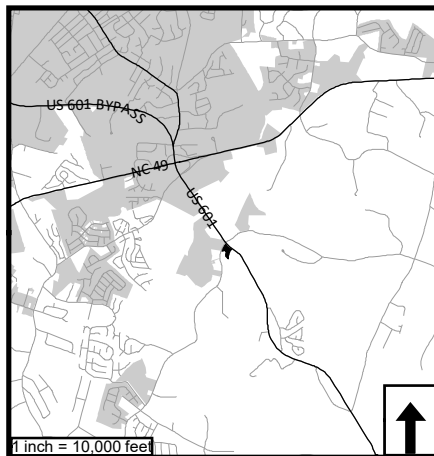 US 601 BYPASS
NC 49
US 601
1 inch = 10,000 feet